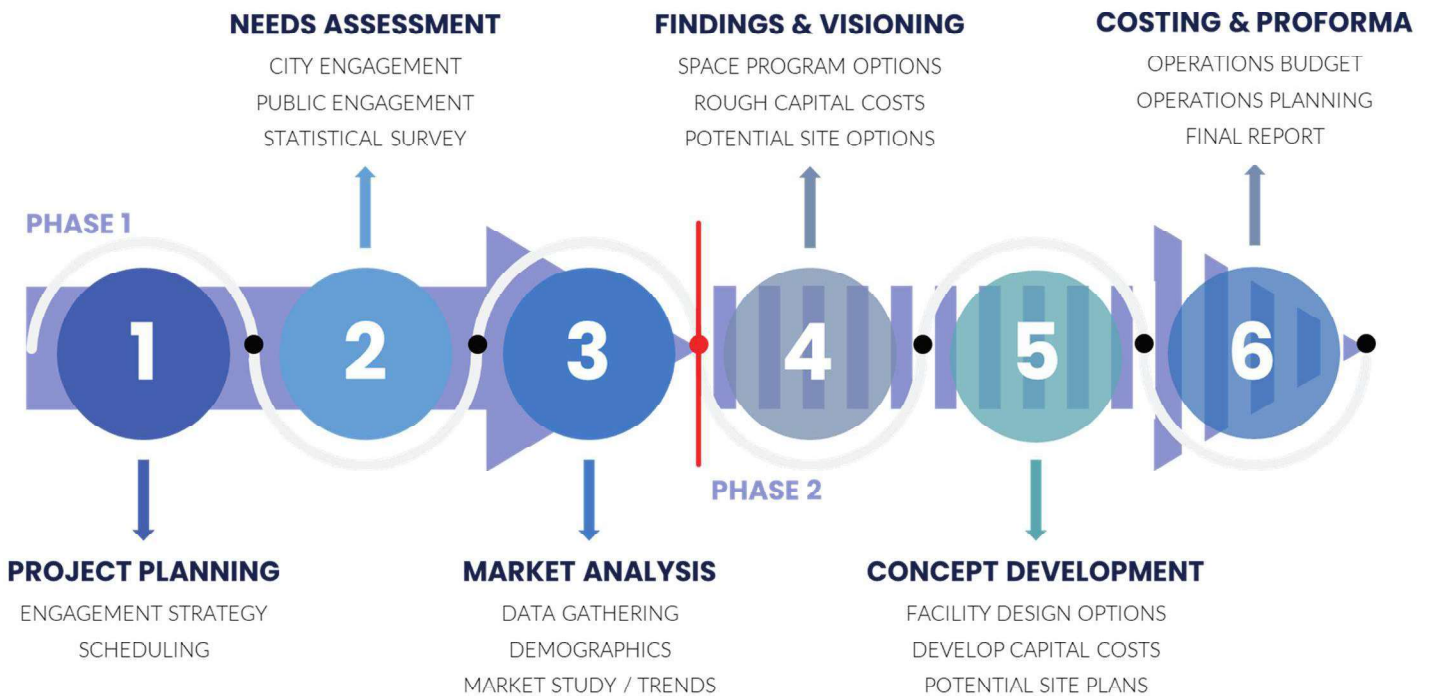 NEEDS ASSESSMENT
CITY ENGAGEMENT
PUBLIC ENGAGEMENT
STATISTICAL SURVEY
FINDINGS & VISIONING
SPACE PROGRAM OPTIONS
ROUGH CAPITAL COSTS
POTENTIAL SITE OPTIONS
COSTING & PROFORMA
OPERATIONS BUDGET
OPERATIONS PLANNING
FINAL REPORT
PHASE 1
1
2
3
4
5
6
PHASE 2
PROJECT PLANNING
ENGAGEMENT STRATEGY
SCHEDULING
MARKET ANALYSIS
DATA GATHERING
DEMOGRAPHICS
MARKET STUDY / TRENDS
CONCEPT DEVELOPMENT
FACILITY DESIGN OPTIONS
DEVELOP CAPITAL COSTS
POTENTIAL SITE PLANS